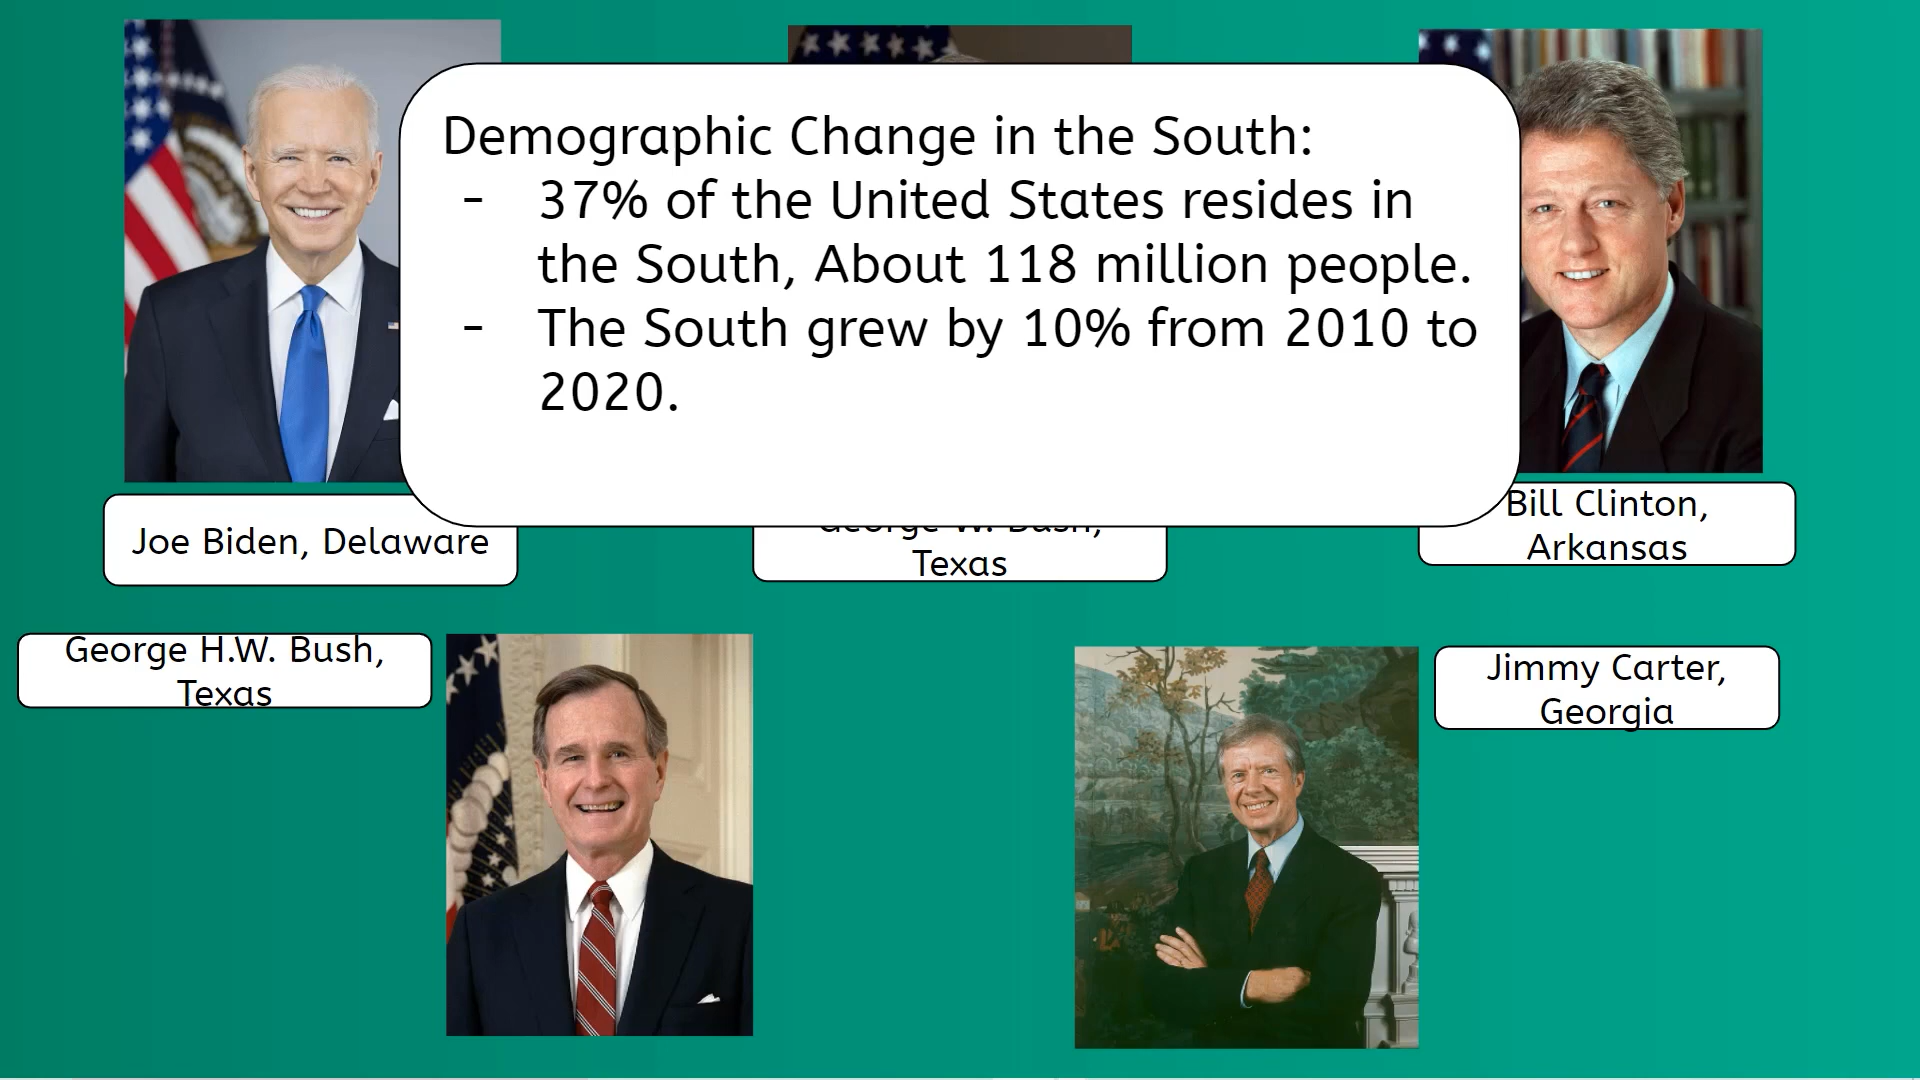 Demographic Change in the South:
- 37% of the United States resides in
the South, About 118 million people.
- The South grew by 10% from 2010 to
2020.
Joe Biden, Delaware
George W. Bush,
Texas
Bill Clinton,
Arkansas
George H.W. Bush,
Texas
Jimmy Carter,
Georgia